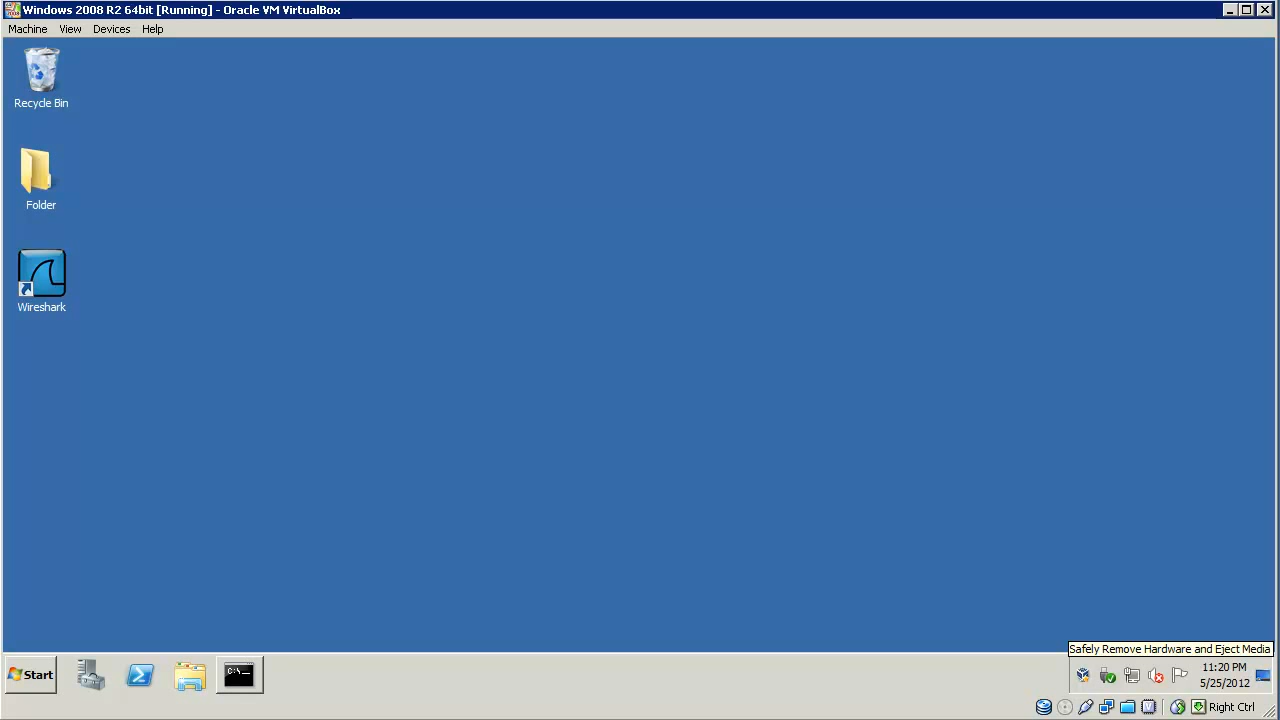 Windows 2008 R2 64bit [Running] - Oracle VM VirtualBox
Machine View Devices Help
Recycle Bin
Folder
Wireshark
Safely Remove Hardware and Eject Media
Start
C:\
11:20 PM
5/25/2012
Right Ctrl